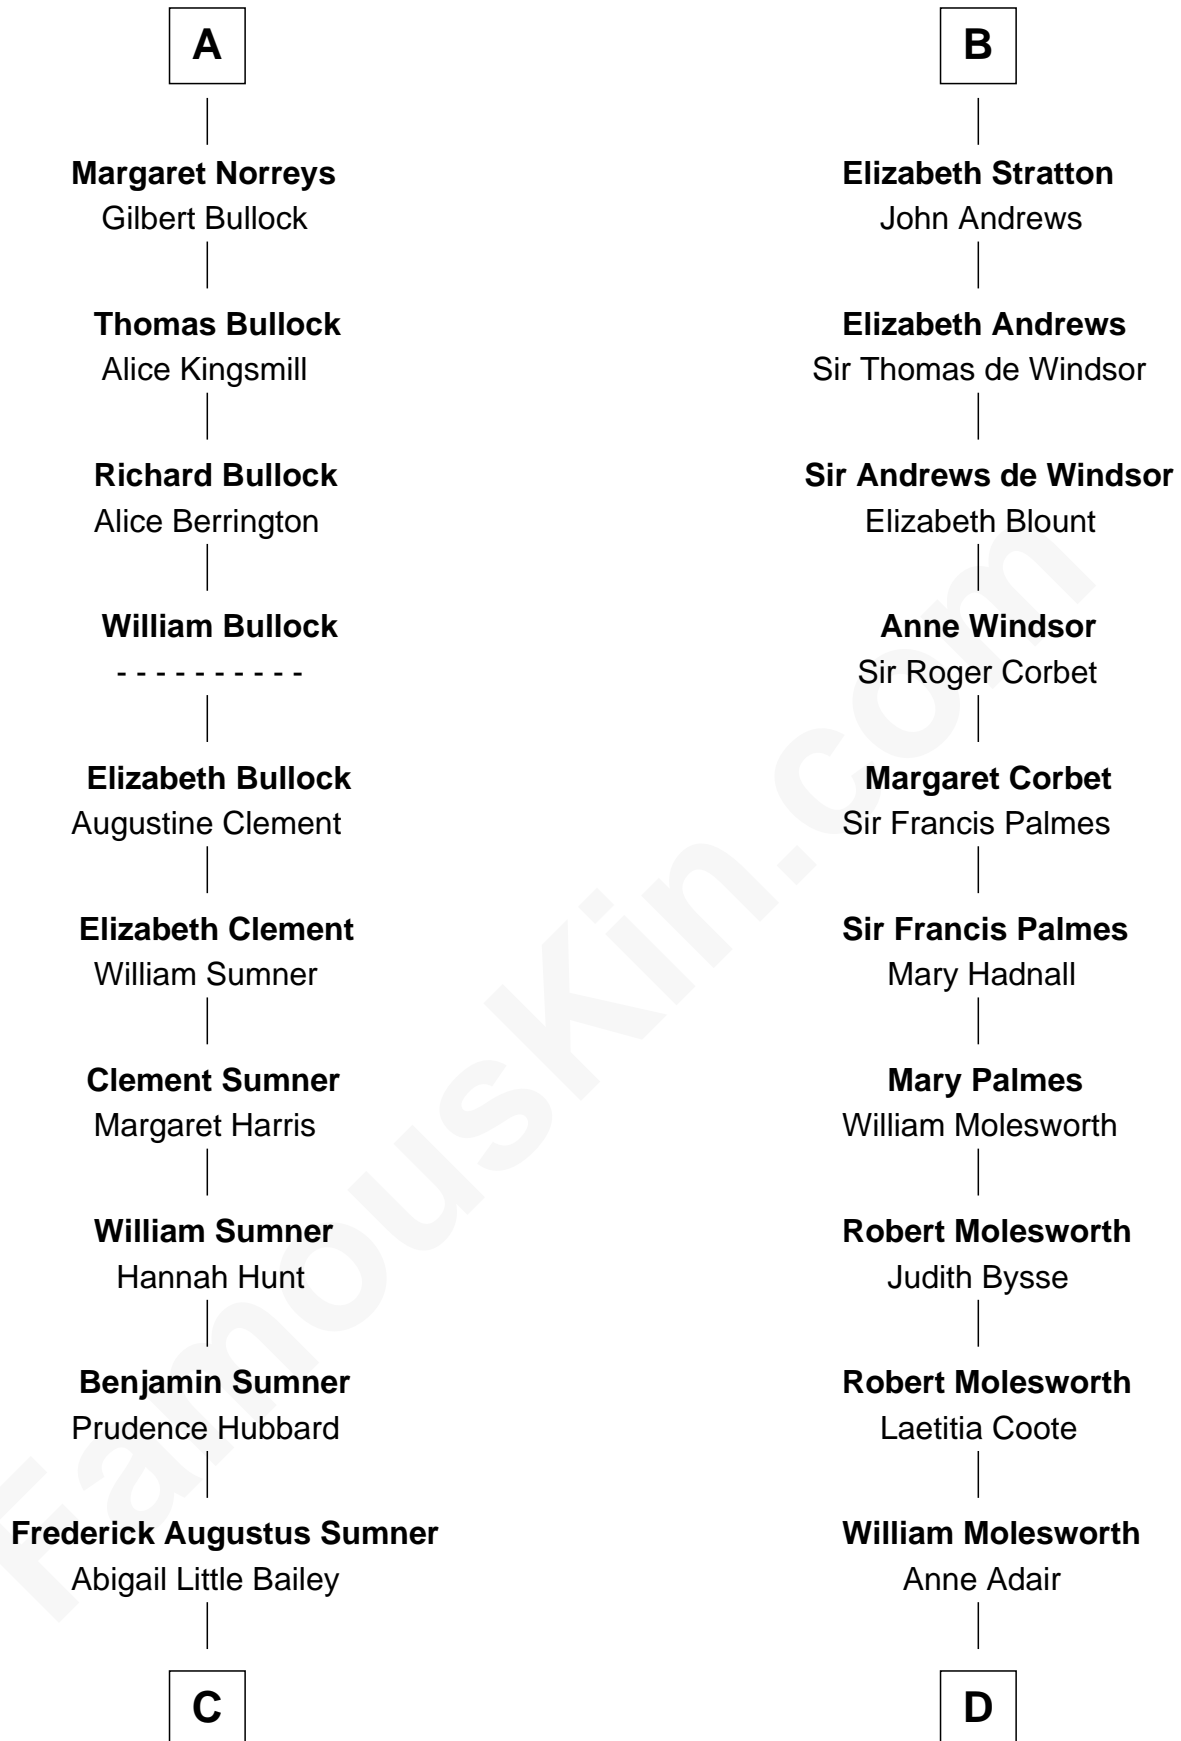 A
Margaret Norreys
Gilbert Bullock
Thomas Bullock
Alice Kingsmill
Richard Bullock
Alice Berrington
William Bullock
- - - - - - - - - -
Elizabeth Bullock
Augustine Clement
Elizabeth Clement
William Sumner
Clement Sumner
Margaret Harris
William Sumner
Hannah Hunt
Benjamin Sumner
Prudence Hubbard
Frederick Augustus Sumner
Abigail Little Bailey
C
B
Elizabeth Stratton
John Andrews
Elizabeth Andrews
Sir Thomas de Windsor
Sir Andrews de Windsor
Elizabeth Blount
Anne Windsor
Sir Roger Corbet
Margaret Corbet
Sir Francis Palmes
Sir Francis Palmes
Mary Hadnall
Mary Palmes
William Molesworth
Robert Molesworth
Judith Bysse
Robert Molesworth
Laetitia Coote
William Molesworth
Anne Adair
D
FamousKin.com